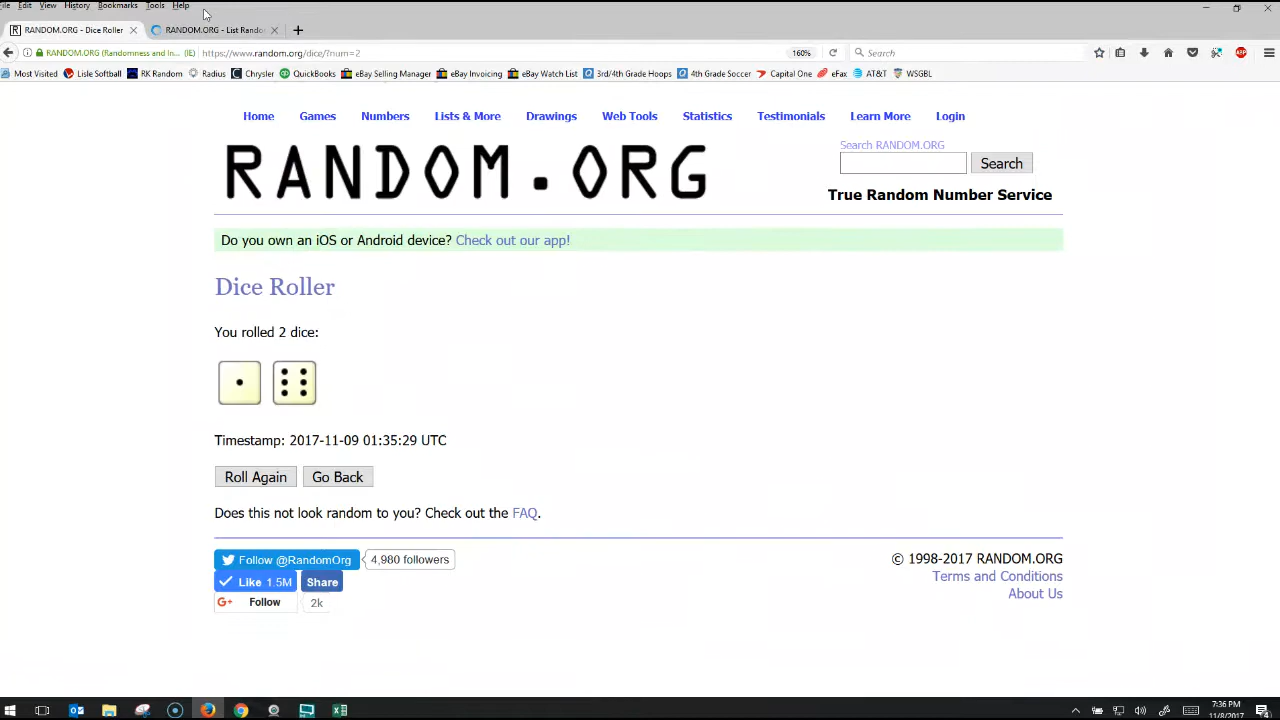 File Edit View History Bookmarks Tools Help
RANDOM.ORG - Dice Roller
RANDOM.ORG - List Rando
RANDOM.ORG (Randomness and In... (IE)
https://www.random.org/dice/?num=2
160%
Search
Most Visited Lisle Softball RK Random Radius Chrysler QuickBooks eBay Selling Manager eBay Invoicing eBay Watch List 3rd/4th Grade Hoops 4th Grade Soccer Capital One eFax AT&T WSGBL
Home Games Numbers Lists & More Drawings Web Tools Statistics Testimonials Learn More Login
RANDOM.ORG
Search RANDOM.ORG
Search
True Random Number Service
Do you own an iOS or Android device? Check out our app!
Dice Roller
You rolled 2 dice:
Timestamp: 2017-11-09 01:35:29 UTC
Roll Again Go Back
Does this not look random to you? Check out the FAQ.
Follow @RandomOrg 4,980 followers
Like 1.5M Share
G+ Follow 2k
© 1998-2017 RANDOM.ORG
Terms and Conditions
About Us
7:36 PM
11/8/2017